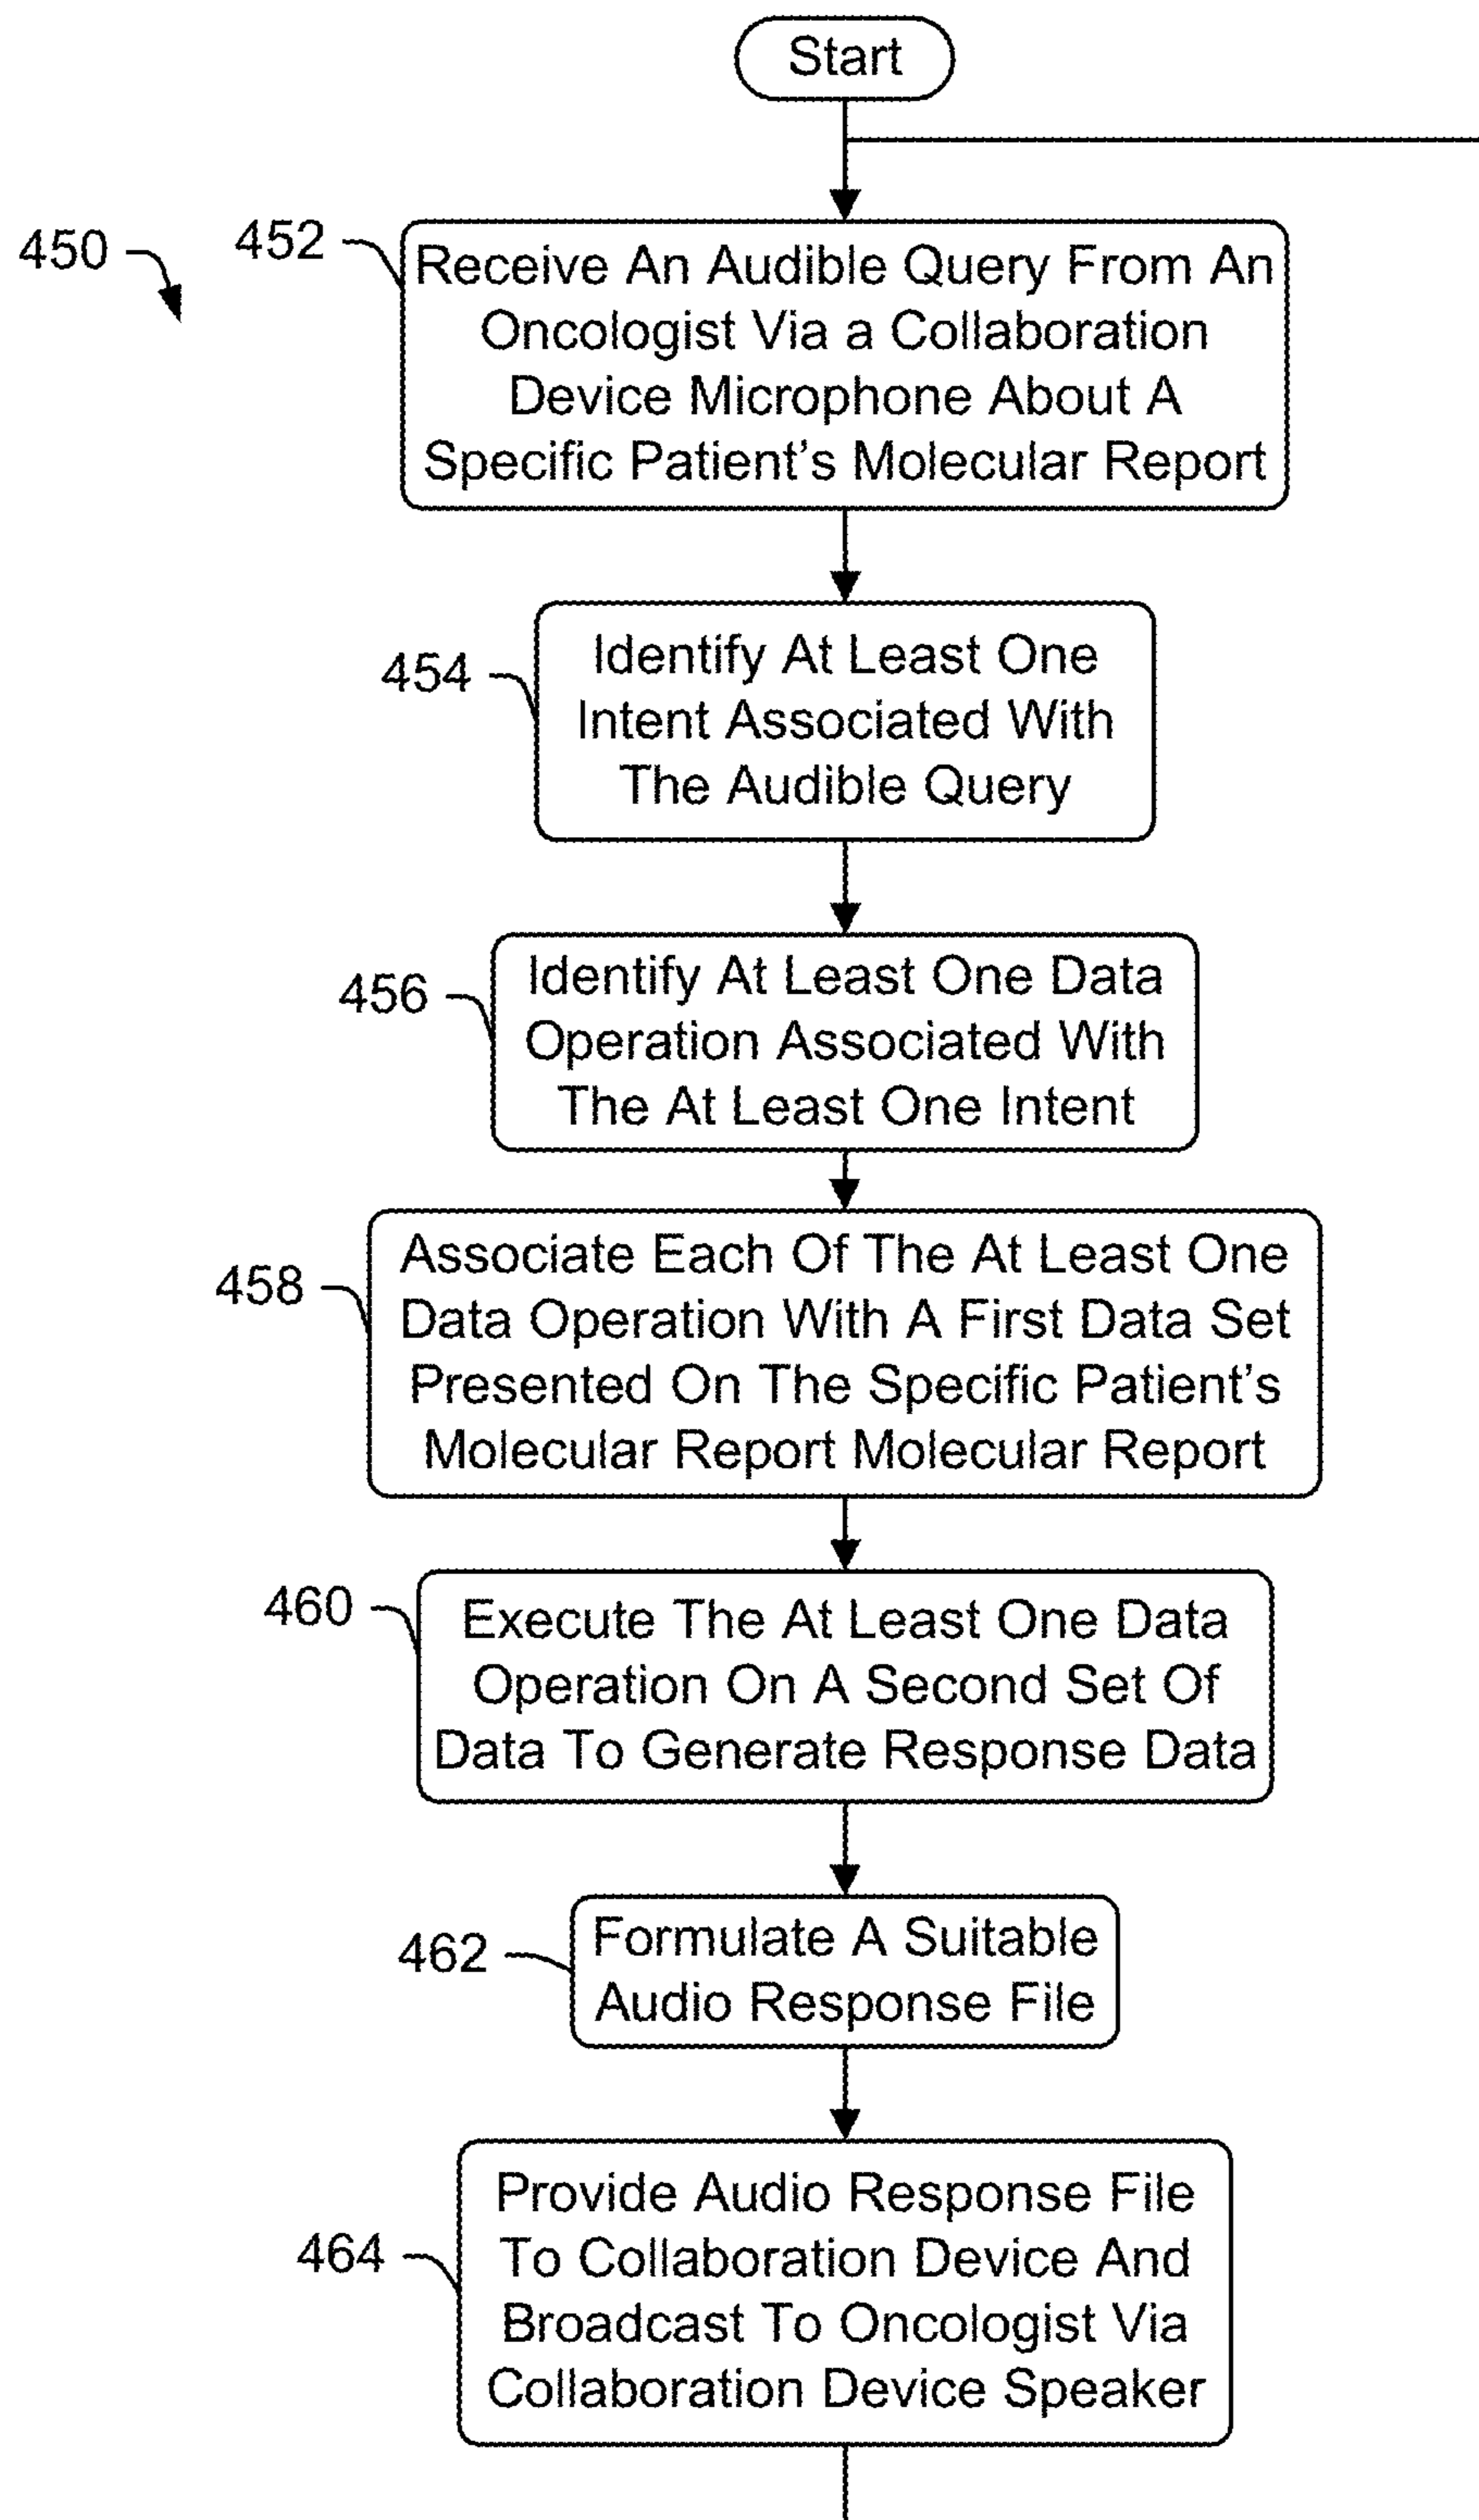 Start
450
452
Receive An Audible Query From An
Oncologist Via a Collaboration
Device Microphone About A
Specific Patient's Molecular Report
454
Identify At Least One
Intent Associated With
The Audible Query
456
Identify At Least One Data
Operation Associated With
The At Least One Intent
458
Associate Each Of The At Least One
Data Operation With A First Data Set
Presented On The Specific Patient's
Molecular Report Molecular Report
460
Execute The At Least One Data
Operation On A Second Set Of
Data To Generate Response Data
462
Formulate A Suitable
Audio Response File
464
Provide Audio Response File
To Collaboration Device And
Broadcast To Oncologist Via
Collaboration Device Speaker